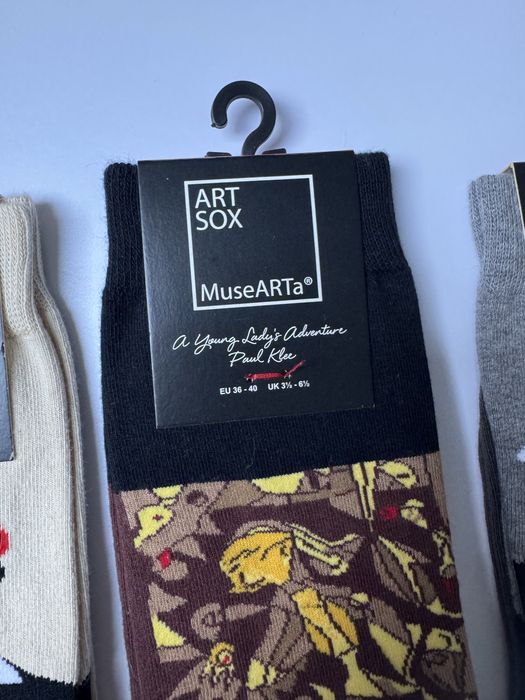 ART
SOX
MuseARTa®
A Young Lady's Adventure
Paul Klee
EU 36 - 40 UK 3½ - 6½